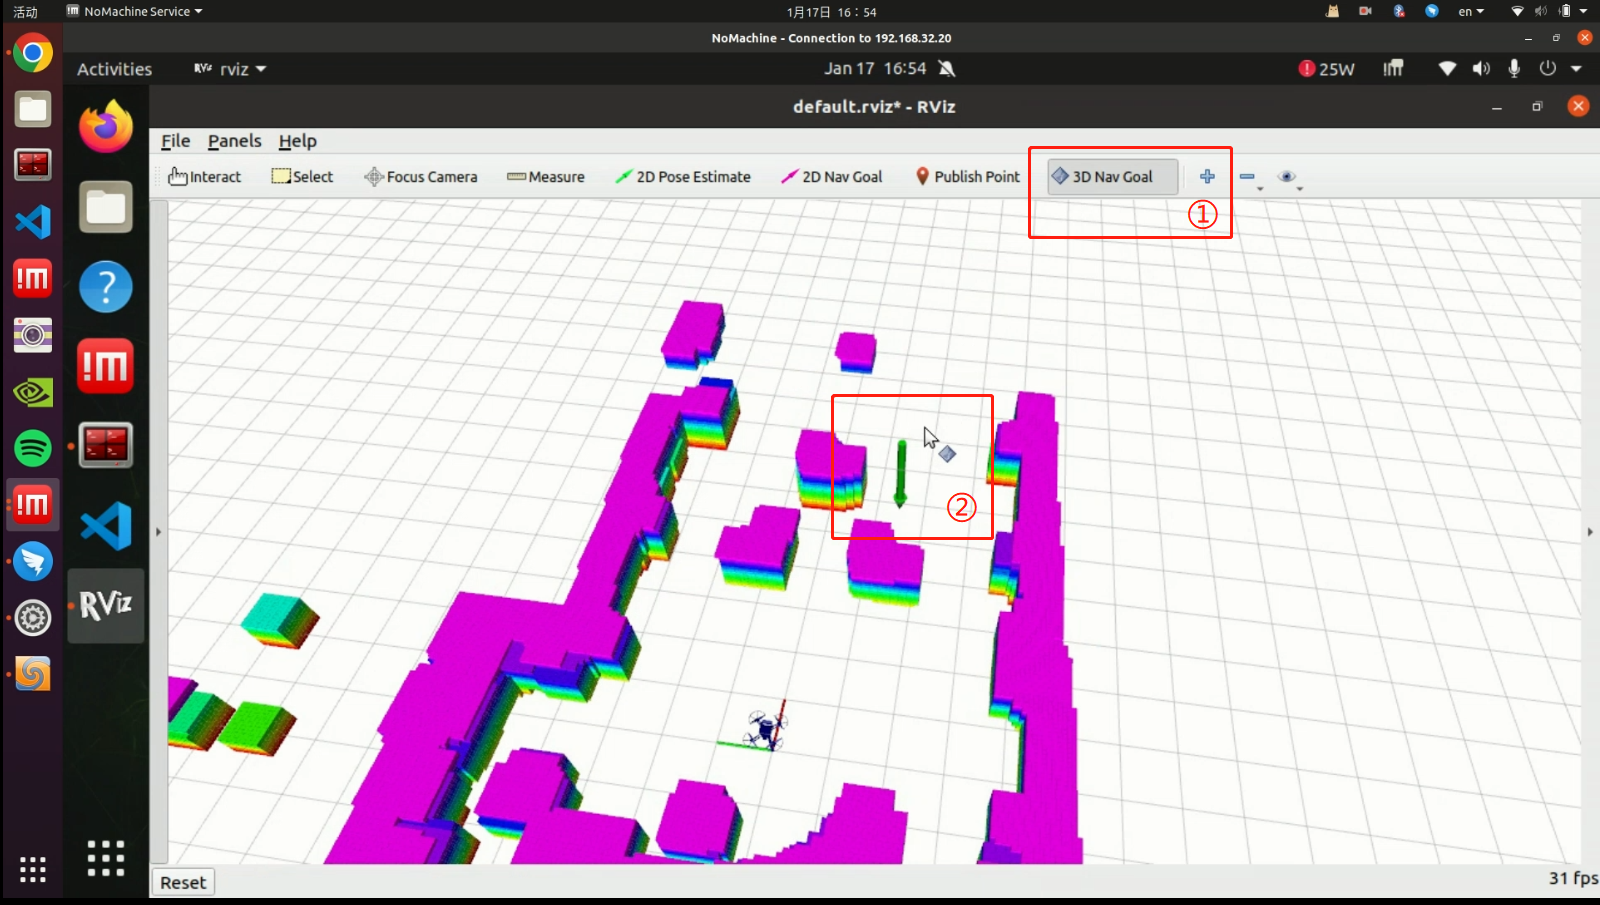 活动 NoMachine Service 1月17日 16：54 en
NoMachine - Connection to 192.168.32.20
Activities RViz rviz Jan 17 16:54 25W !m
default.rviz* - RViz
File Panels Help
Interact Select Focus Camera Measure 2D Pose Estimate 2D Nav Goal Publish Point 3D Nav Goal
①
②
!m
!m
!m
RViz
Reset
31 fps